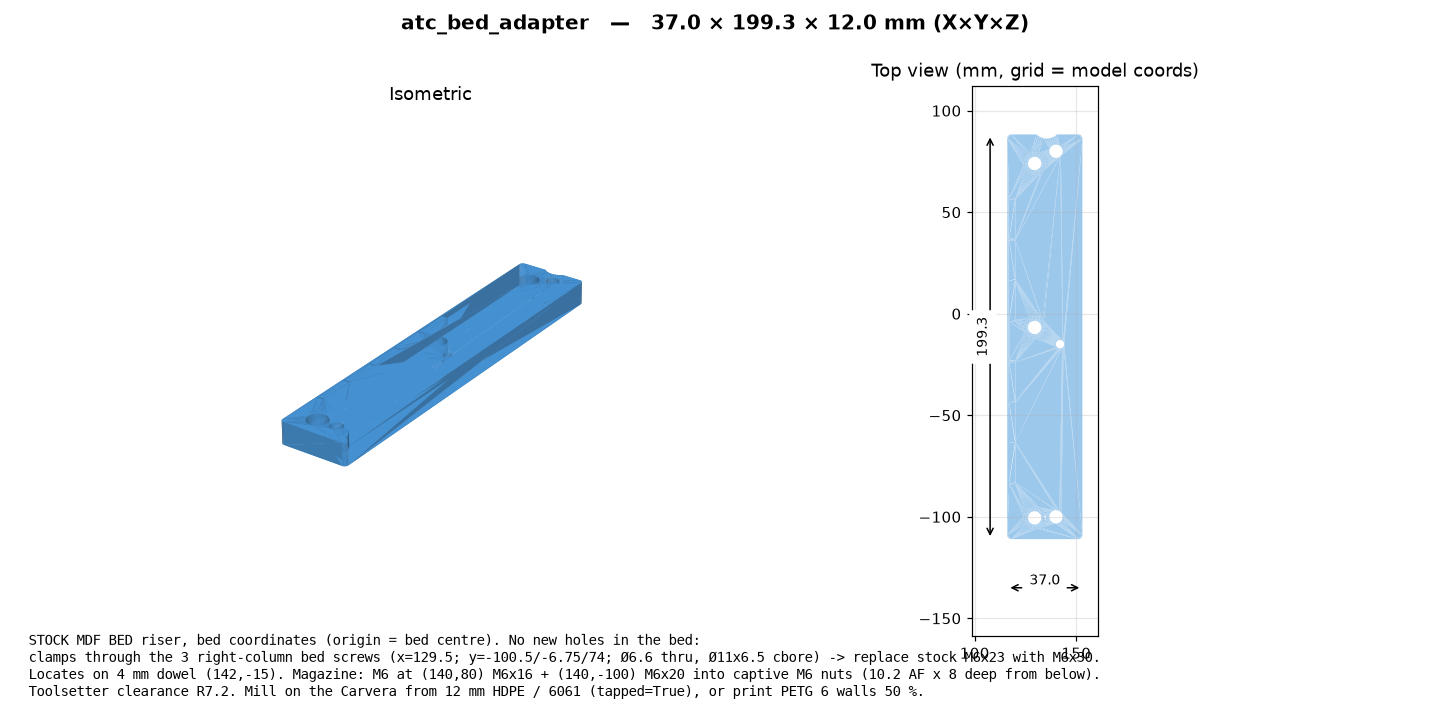 atc_bed_adapter — 37.0 × 199.3 × 12.0 mm (X×Y×Z)
Isometric
Top view (mm, grid = model coords)
100
50
0
−50
−100
−150
199.3
37.0
100
150
STOCK MDF BED riser, bed coordinates (origin = bed centre). No new holes in the bed:
clamps through the 3 right-column bed screws (x=129.5; y=-100.5/-6.75/74; Ø6.6 thru, Ø11x6.5 cbore) -> replace stock M6x23 with M6x30.
Locates on 4 mm dowel (142,-15). Magazine: M6 at (140,80) M6x16 + (140,-100) M6x20 into captive M6 nuts (10.2 AF x 8 deep from below).
Toolsetter clearance R7.2. Mill on the Carvera from 12 mm HDPE / 6061 (tapped=True), or print PETG 6 walls 50 %.